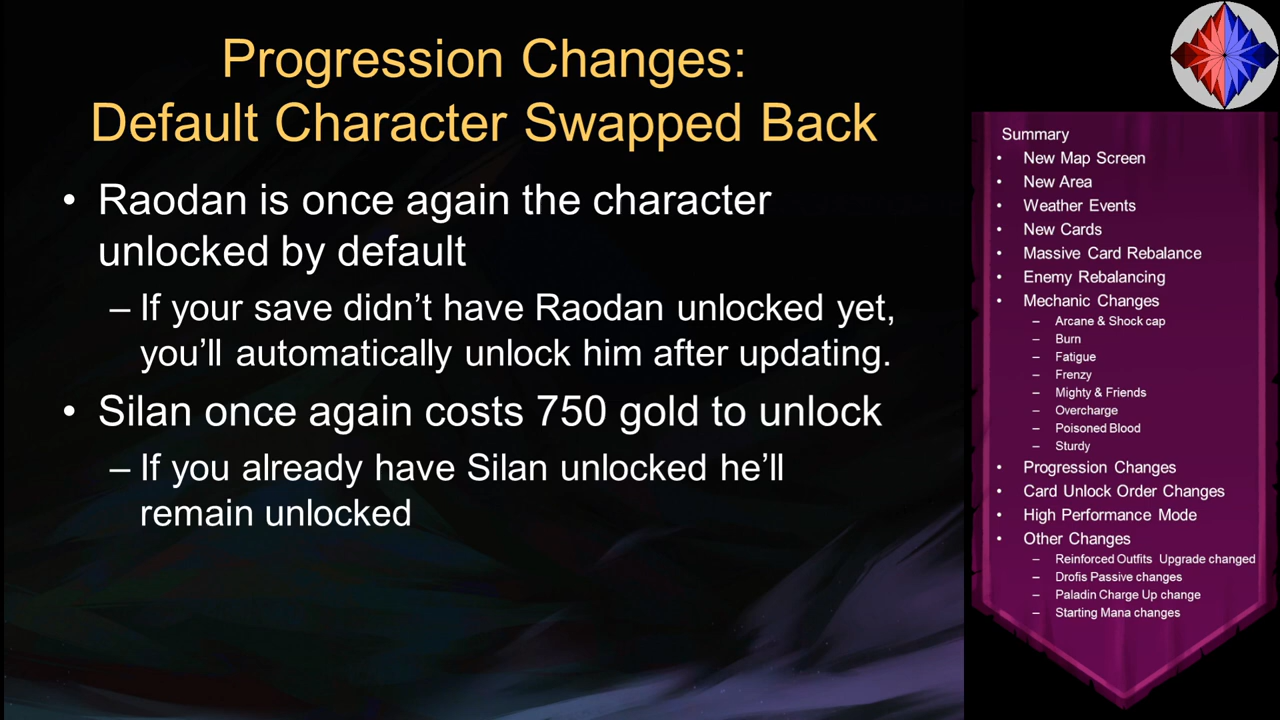 Progression Changes:
Default Character Swapped Back
• Raodan is once again the character
unlocked by default
– If your save didn’t have Raodan unlocked yet,
you’ll automatically unlock him after updating.
• Silan once again costs 750 gold to unlock
– If you already have Silan unlocked he’ll
remain unlocked
Summary
• New Map Screen
• New Area
• Weather Events
• New Cards
• Massive Card Rebalance
• Enemy Rebalancing
• Mechanic Changes
– Arcane & Shock cap
– Burn
– Fatigue
– Frenzy
– Mighty & Friends
– Overcharge
– Poisoned Blood
– Sturdy
• Progression Changes
• Card Unlock Order Changes
• High Performance Mode
• Other Changes
– Reinforced Outfits Upgrade changed
– Drofis Passive changes
– Paladin Charge Up change
– Starting Mana changes